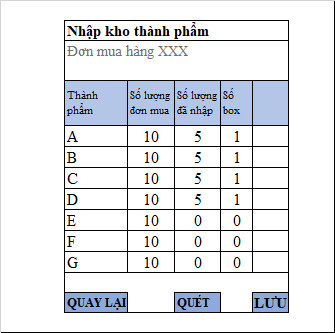 Nhập kho thành phẩm
Đơn mua hàng XXX
Thành phẩm Số lượng đơn mua Số lượng đã nhập Số box
A 10 5 1
B 10 5 1
C 10 5 1
D 10 5 1
E 10 0 0
F 10 0 0
G 10 0 0
QUAY LẠI QUÉT LƯU